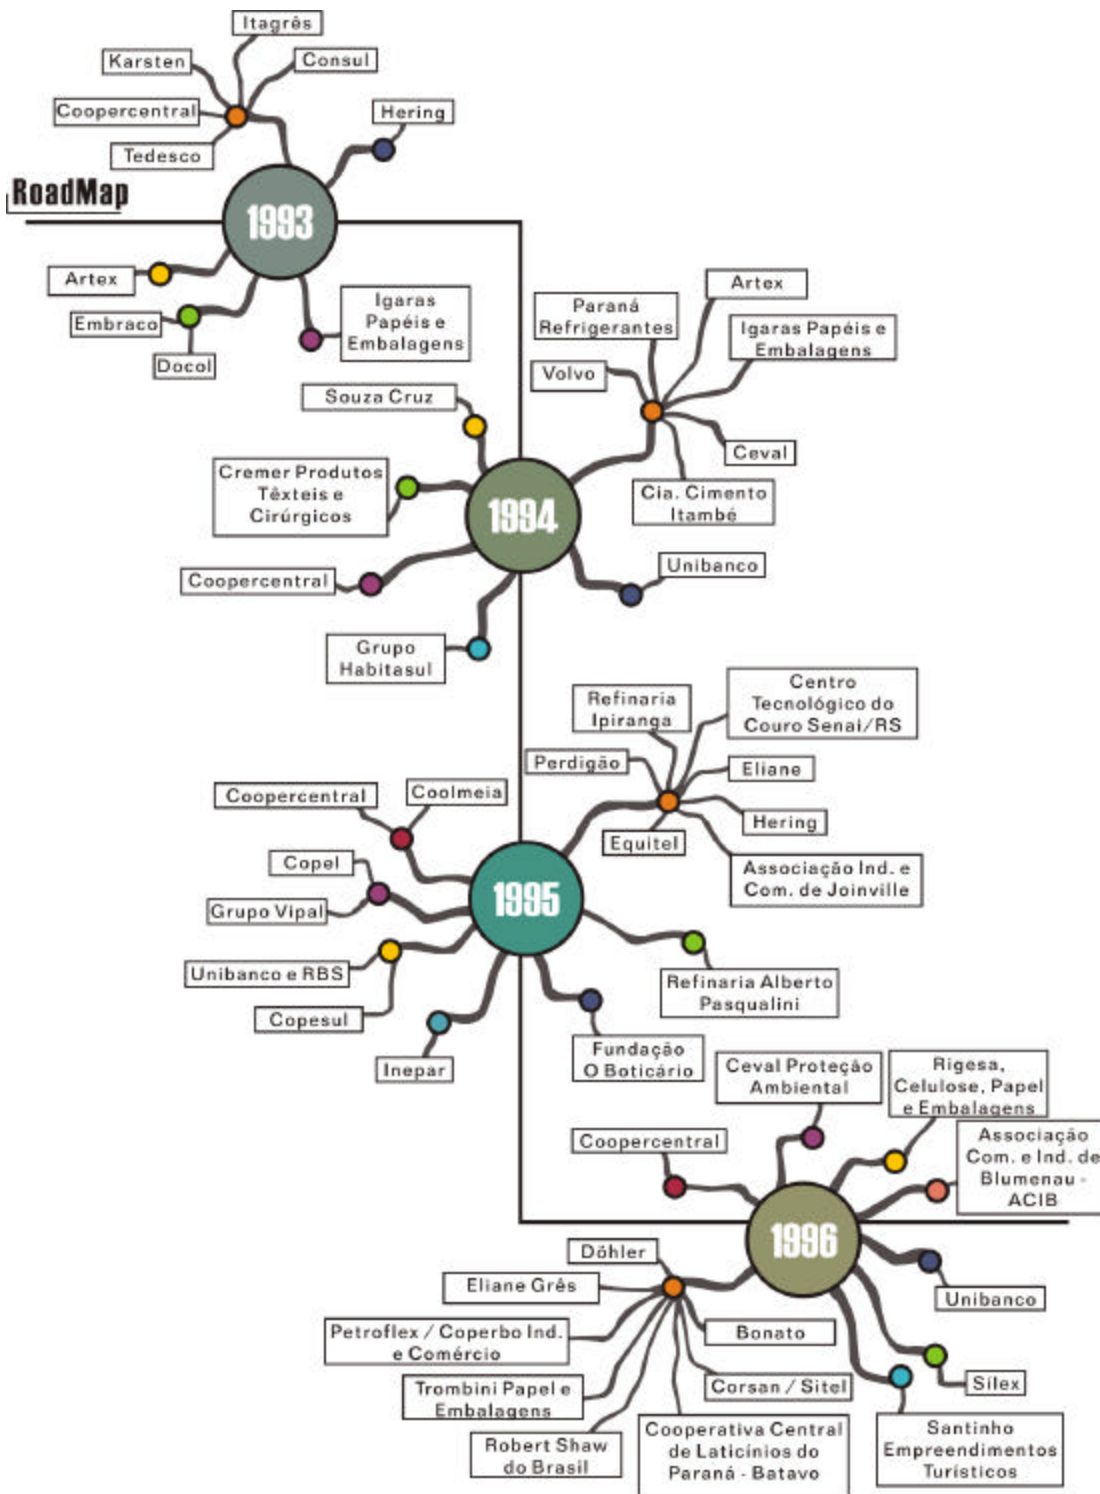 Itagrês
Karsten
Consul
Coopercentral
Tedesco
Hering
RoadMap
1993
Artex
Embraco
Docol
Igaras
Papéis e
Embalagens
Artex
Paraná
Refrigerantes
Igaras Papéis e
Embalagens
Volvo
Ceval
Cia. Cimento
Itambé
Souza Cruz
Cremer Produtos
Têxteis e
Cirúrgicos
1994
Coopercentral
Unibanco
Grupo
Habitasul
Centro
Tecnológico do
Couro Senai/RS
Refinaria
Ipiranga
Perdigão
Eliane
Hering
Equitel
Associação Ind. e
Com. de Joinville
Coopercentral
Coolmeia
Copel
Grupo Vipal
1995
Unibanco e RBS
Copesul
Refinaria Alberto
Pasqualini
Inepar
Fundação
O Boticário
Ceval Proteção
Ambiental
Rigesa,
Celulose, Papel
e Embalagens
Coopercentral
Associação
Com. e Ind. de
Blumenau -
ACIB
1996
Döhler
Eliane Grês
Unibanco
Petroflex / Coperbo Ind.
e Comércio
Bonato
Trombini Papel e
Embalagens
Corsan / Sitel
Sílex
Robert Shaw
do Brasil
Cooperativa Central
de Laticínios do
Paraná - Batavo
Santinho
Empreendimentos
Turísticos